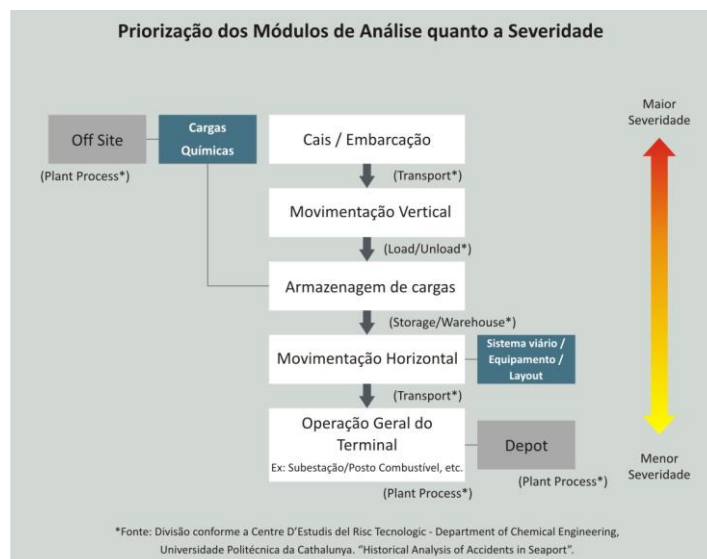 Priorização dos Módulos de Análise quanto a Severidade
Maior
Severidade
Off Site
Cargas
Químicas
Cais / Embarcação
(Plant Process*)
(Transport*)
Movimentação Vertical
(Load/Unload*)
Armazenagem de cargas
(Storage/Warehouse*)
Movimentação Horizontal
Sistema viário /
Equipamento /
Layout
(Transport*)
Operação Geral do
Terminal
Ex: Subestação/Posto Combustível, etc.
Depot
Menor
Severidade
(Plant Process*)
(Plant Process*)
*Fonte: Divisão conforme a Centre D’Estudis del Risc Tecnologic - Department of Chemical Engineering,
Universidade Politécnica da Cathalunya. “Historical Analysis of Accidents in Seaport”.